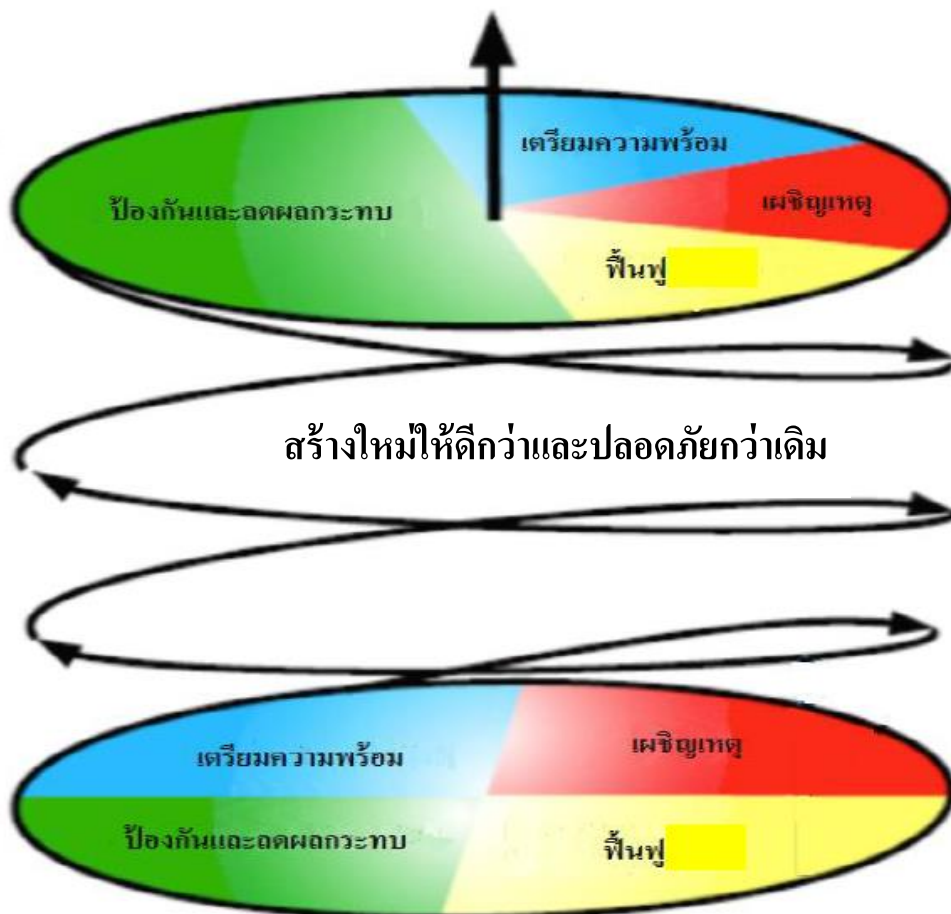 เตรียมความพร้อม
เผชิญเหตุ
ป้องกันและลดผลกระทบ
ฟื้นฟู
สร้างใหม่ให้ดีกว่าและปลอดภัยกว่าเดิม
เตรียมความพร้อม
เผชิญเหตุ
ป้องกันและลดผลกระทบ
ฟื้นฟู